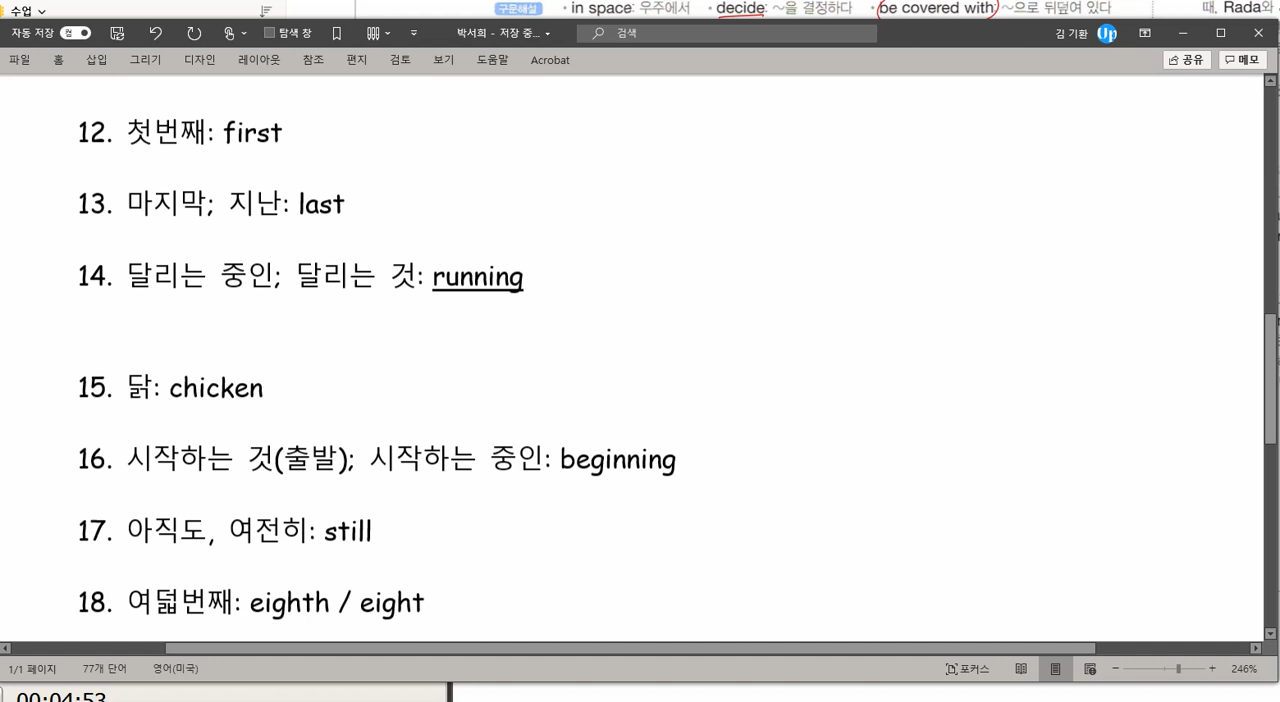 수업
구문해설 • in space: 우주에서 • decide: ~을 결정하다 • be covered with: ~으로 뒤덮여 있다 때, Rada와
자동 저장 켬 탐색 창 박서희 - 저장 중... 검색 김 기환 Up
파일 홈 삽입 그리기 디자인 레이아웃 참조 편지 검토 보기 도움말 Acrobat 공유 메모
12. 첫번째: first
13. 마지막; 지난: last
14. 달리는 중인; 달리는 것: running
15. 닭: chicken
16. 시작하는 것(출발); 시작하는 중인: beginning
17. 아직도, 여전히: still
18. 여덟번째: eighth / eight
1/1 페이지 77개 단어 영어(미국) 포커스 246%
00:04:53